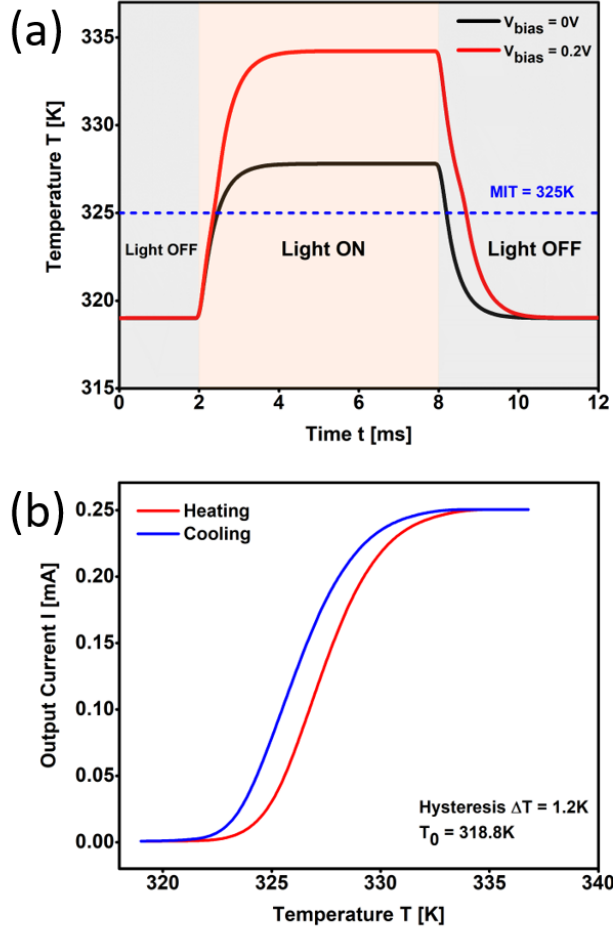 (a)
V_bias = 0V
V_bias = 0.2V
335
330
325
320
315
Temperature T [K]
MIT = 325K
Light OFF
Light ON
Light OFF
0
2
4
6
8
10
12
Time t [ms]
(b)
Heating
Cooling
0.25
0.20
0.15
0.10
0.05
0.00
Output Current I [mA]
Hysteresis ΔT = 1.2K
T_0 = 318.8K
320
325
330
335
340
Temperature T [K]